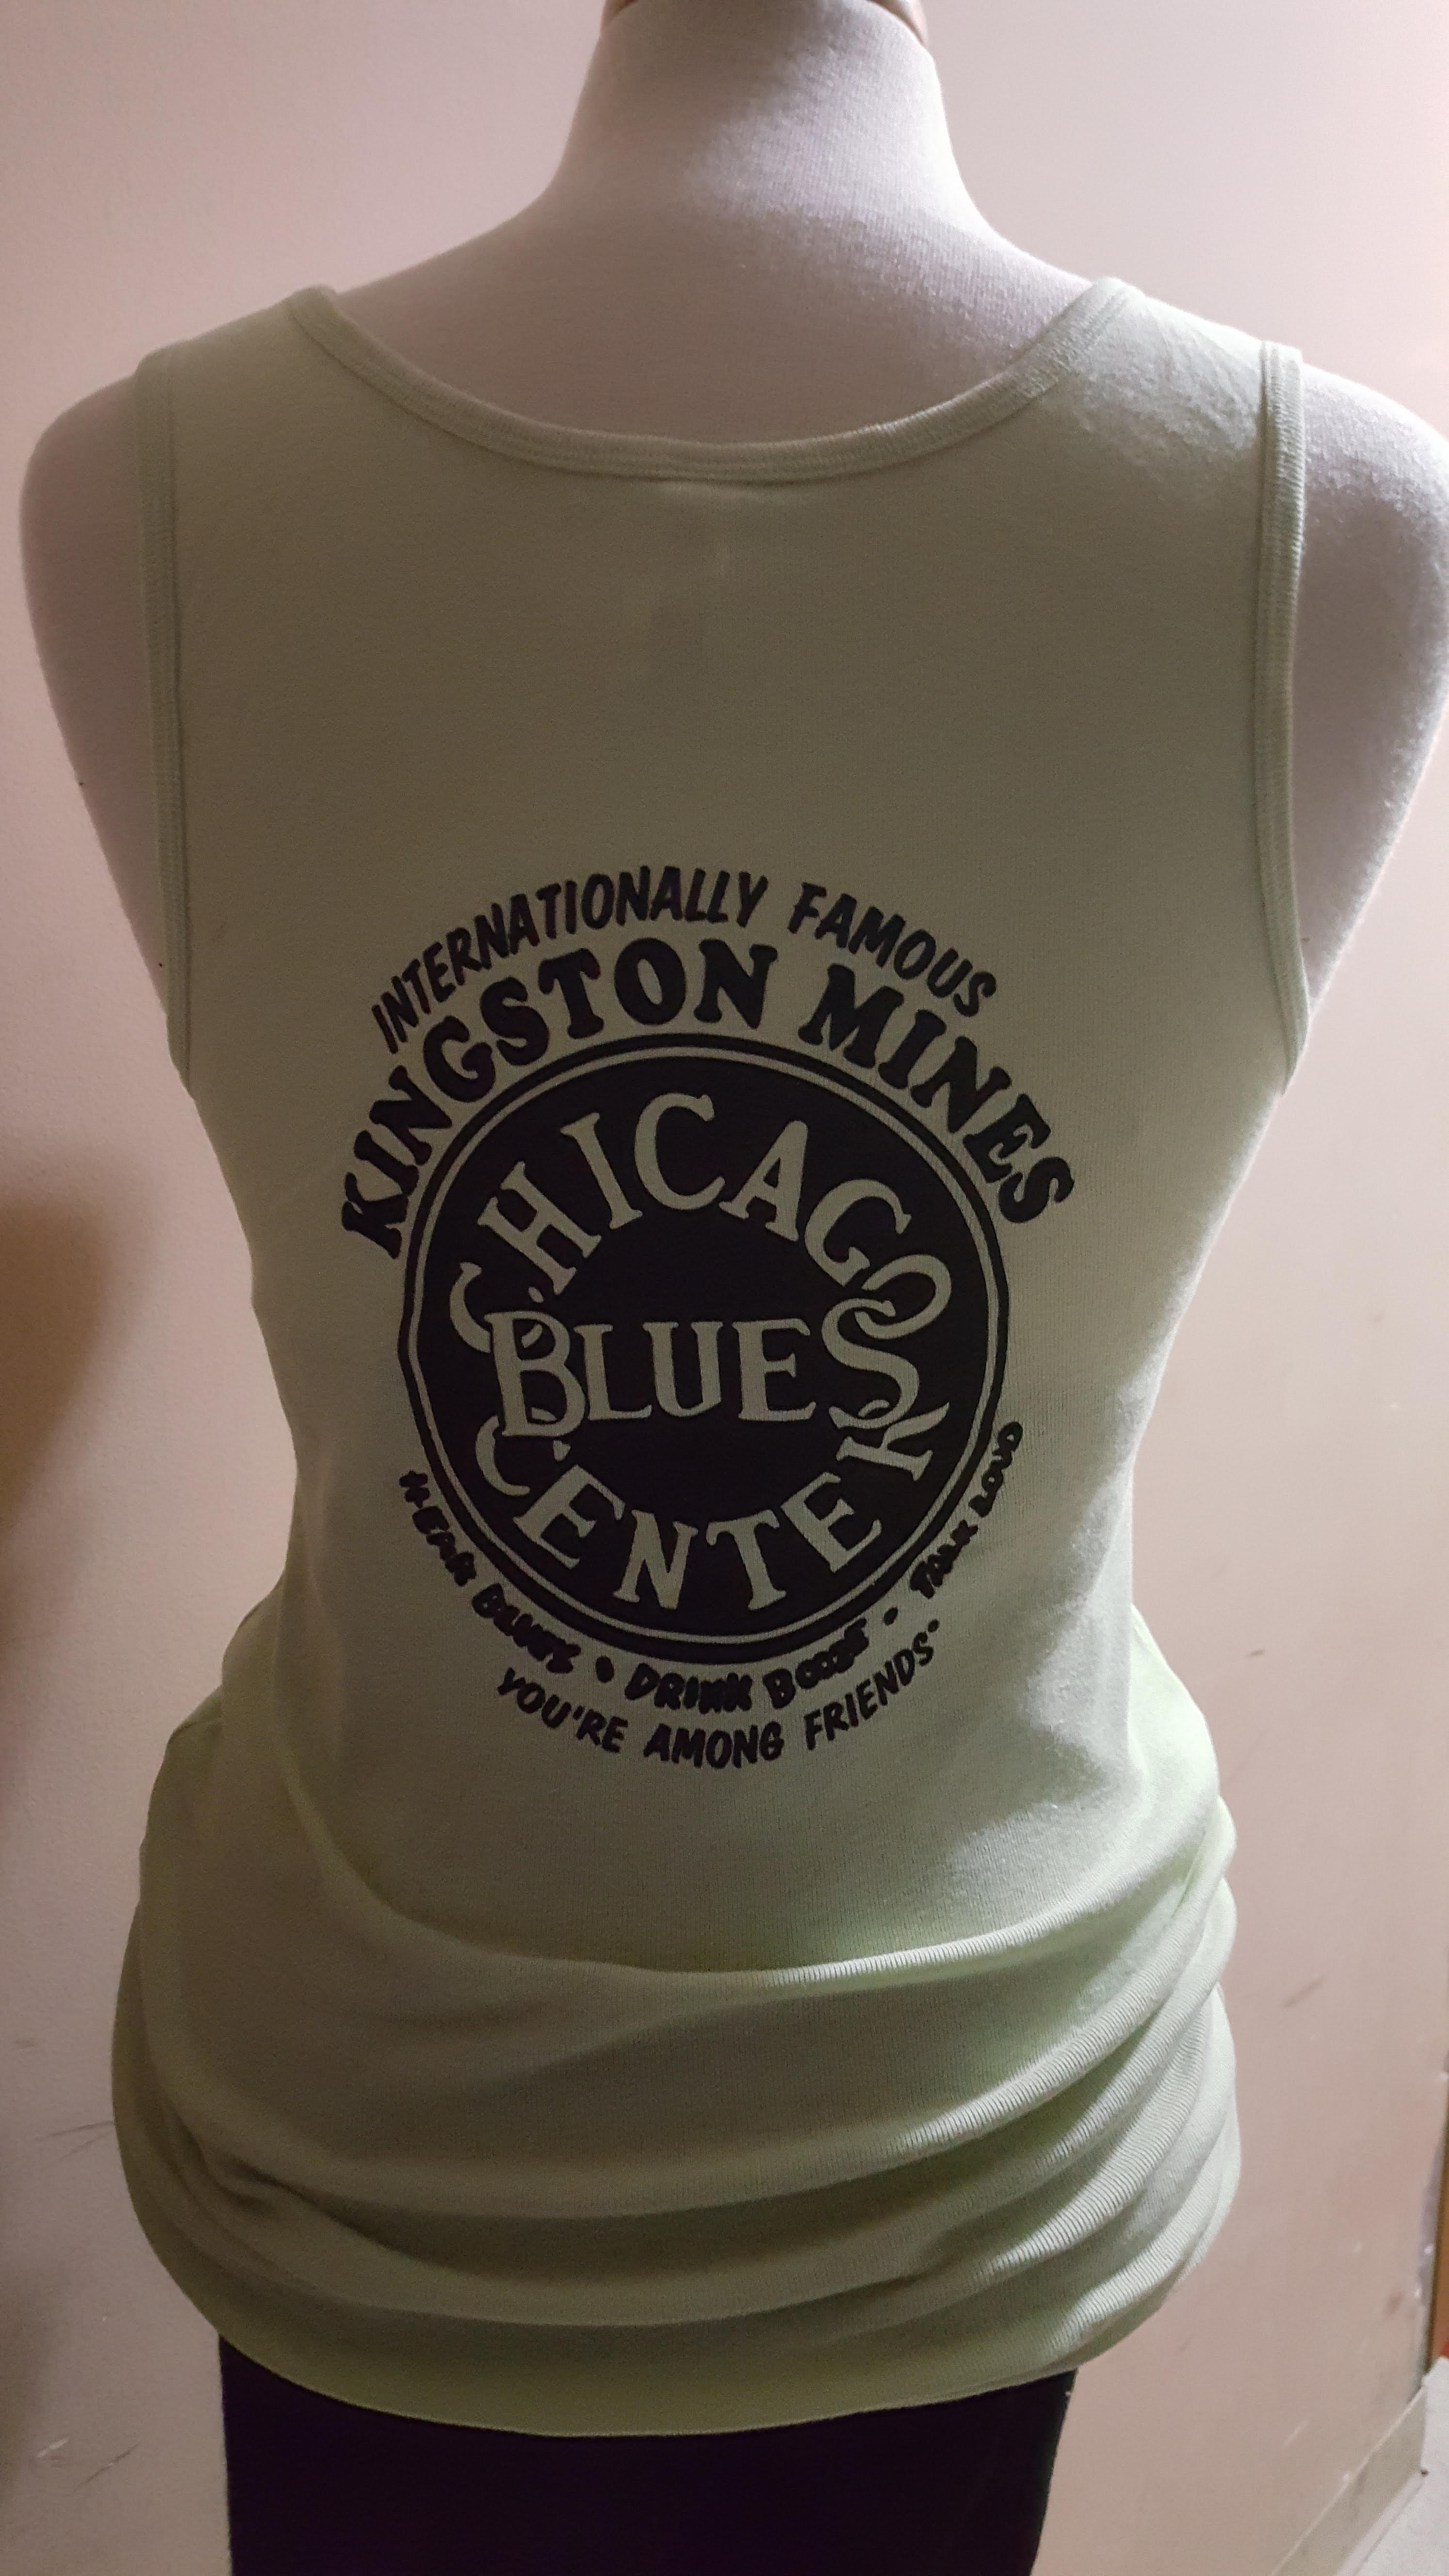 INTERNATIONALLY FAMOUS
KINGSTON MINES
CHICAGO
BLUES
CENTER
HEAR BLUES • DRINK BOOZE • TALK LOUD
YOU'RE AMONG FRIENDS"